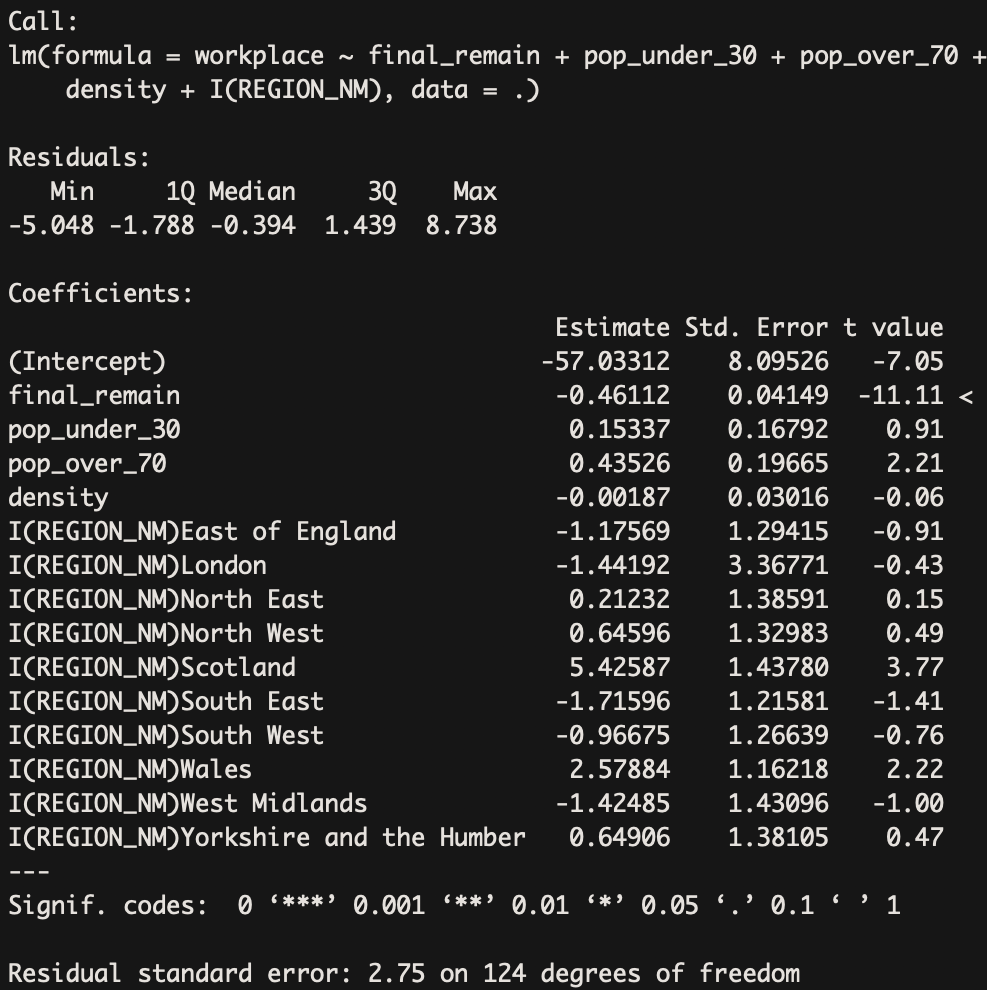 Call:
lm(formula = workplace ~ final_remain + pop_under_30 + pop_over_70 +
    density + I(REGION_NM), data = .)

Residuals:
   Min     1Q Median     3Q    Max
-5.048 -1.788 -0.394  1.439  8.738

Coefficients:
                                      Estimate Std. Error t value
(Intercept)                          -57.03312    8.09526   -7.05
final_remain                          -0.46112    0.04149  -11.11 <
pop_under_30                           0.15337    0.16792    0.91
pop_over_70                            0.43526    0.19665    2.21
density                               -0.00187    0.03016   -0.06
I(REGION_NM)East of England           -1.17569    1.29415   -0.91
I(REGION_NM)London                    -1.44192    3.36771   -0.43
I(REGION_NM)North East                 0.21232    1.38591    0.15
I(REGION_NM)North West                 0.64596    1.32983    0.49
I(REGION_NM)Scotland                   5.42587    1.43780    3.77
I(REGION_NM)South East                -1.71596    1.21581   -1.41
I(REGION_NM)South West                -0.96675    1.26639   -0.76
I(REGION_NM)Wales                      2.57884    1.16218    2.22
I(REGION_NM)West Midlands             -1.42485    1.43096   -1.00
I(REGION_NM)Yorkshire and the Humber   0.64906    1.38105    0.47
---
Signif. codes:  0 ‘***’ 0.001 ‘**’ 0.01 ‘*’ 0.05 ‘.’ 0.1 ‘ ’ 1

Residual standard error: 2.75 on 124 degrees of freedom